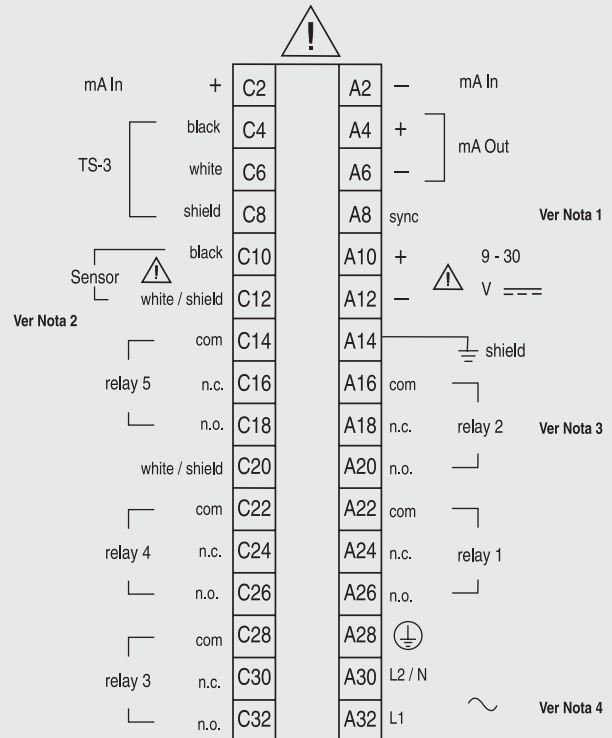 mA In + C2 A2 — mA In
black C4 A4 + mA Out
TS-3 white C6 A6 —
shield C8 A8 sync Ver Nota 1
black C10 A10 + 9 - 30
Sensor white / shield C12 A12 — V
Ver Nota 2
com C14 A14 shield
relay 5 n.c. C16 A16 com
n.o. C18 A18 n.c. relay 2 Ver Nota 3
white / shield C20 A20 n.o.
com C22 A22 com
relay 4 n.c. C24 A24 n.c. relay 1
n.o. C26 A26 n.o.
com C28 A28
relay 3 n.c. C30 A30 L2 / N
n.o. C32 A32 L1 Ver Nota 4